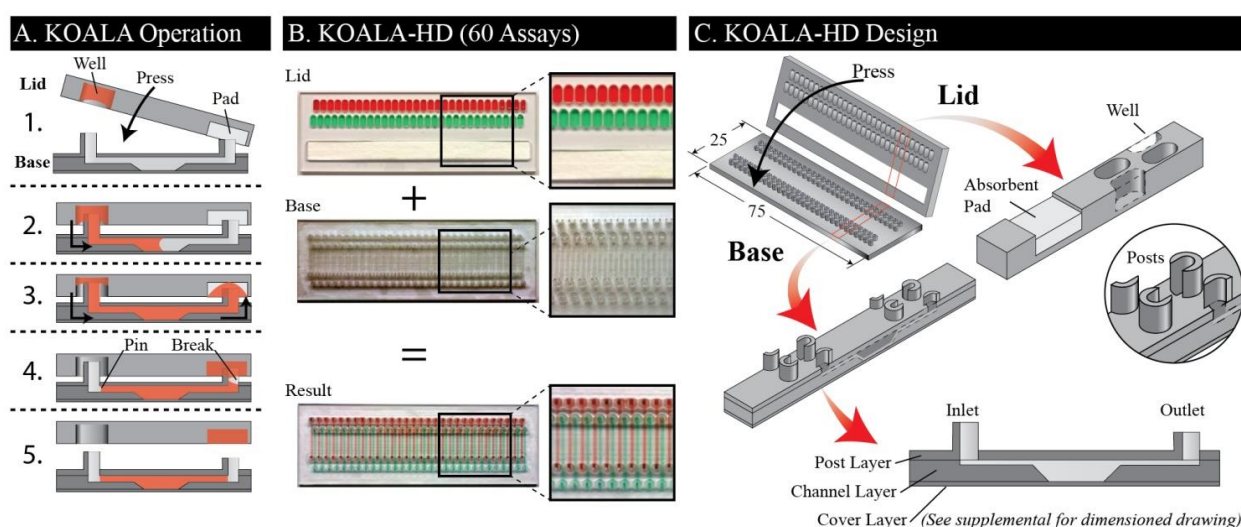 A. KOALA Operation
Well
Lid
Press
Pad
1.
Base
2.
3.
Pin
Break
4.
5.
B. KOALA-HD (60 Assays)
Lid
+
Base
=
Result
C. KOALA-HD Design
Press
Lid
Well
25
Absorbent
Pad
75
Base
Posts
Inlet
Outlet
Post Layer
Channel Layer
Cover Layer
(See supplemental for dimensioned drawing)